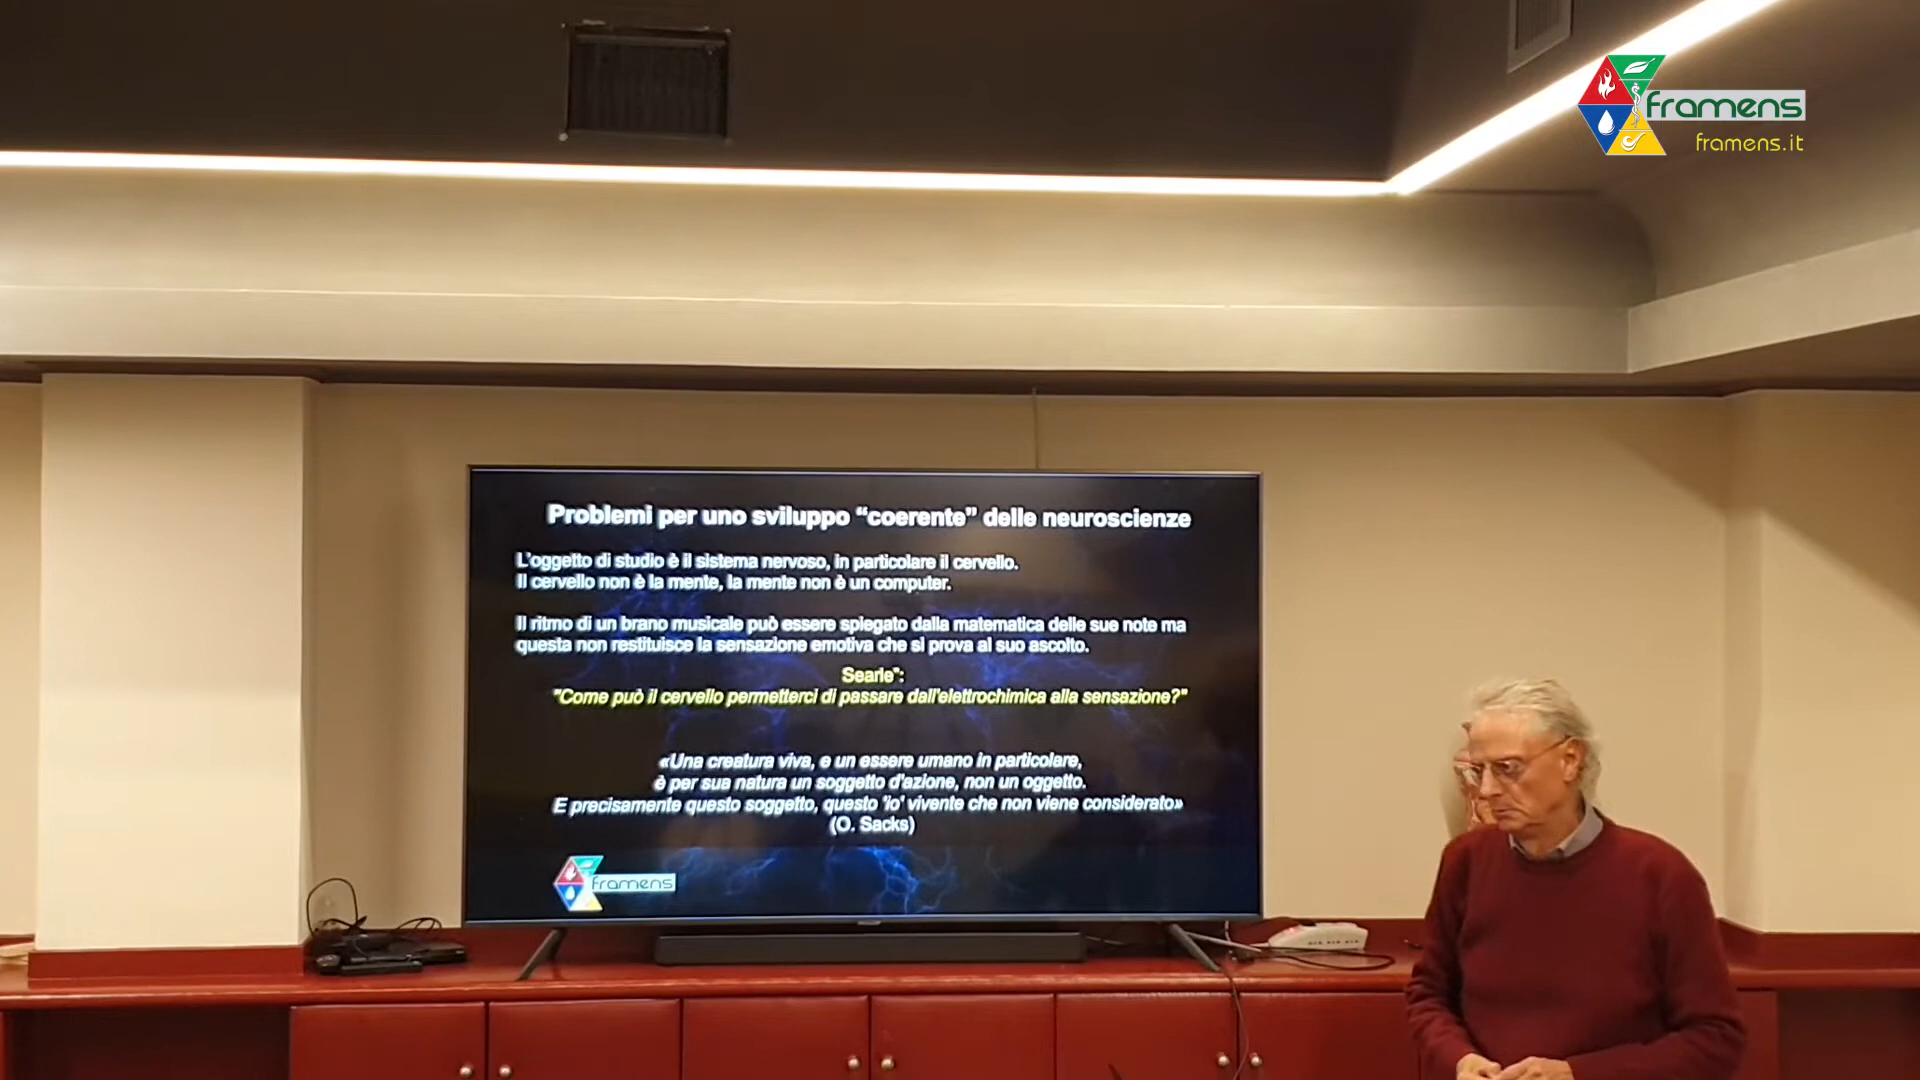 framens
framens.it
Problemi per uno sviluppo “coerente” delle neuroscienze
L'oggetto di studio è il sistema nervoso, in particolare il cervello.
Il cervello non è la mente, la mente non è un computer.
Il ritmo di un brano musicale può essere spiegato dalla matematica delle sue note ma
questa non restituisce la sensazione emotiva che si prova al suo ascolto.
Searle":
"Come può il cervello permetterci di passare dall'elettrochimica alla sensazione?"
«Una creatura viva, e un essere umano in particolare,
è per sua natura un soggetto d'azione, non un oggetto.
E precisamente questo soggetto, questo 'io' vivente che non viene considerato»
(O. Sacks)
framens